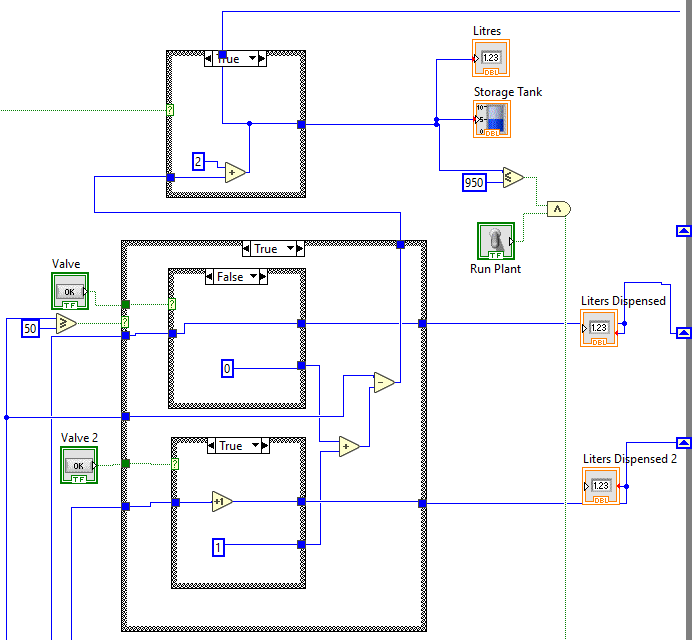 Litres
True
1.23
DBL
Storage Tank
10
5
0
DBL
?
2
+
950
≤
∧
Run Plant
TF
True
Valve
OK
TF
False
?
50
≥
?
Liters Dispensed
1.23
DBL
0
-
Valve 2
OK
TF
True
+
?
Liters Dispensed 2
1.23
DBL
+1
1